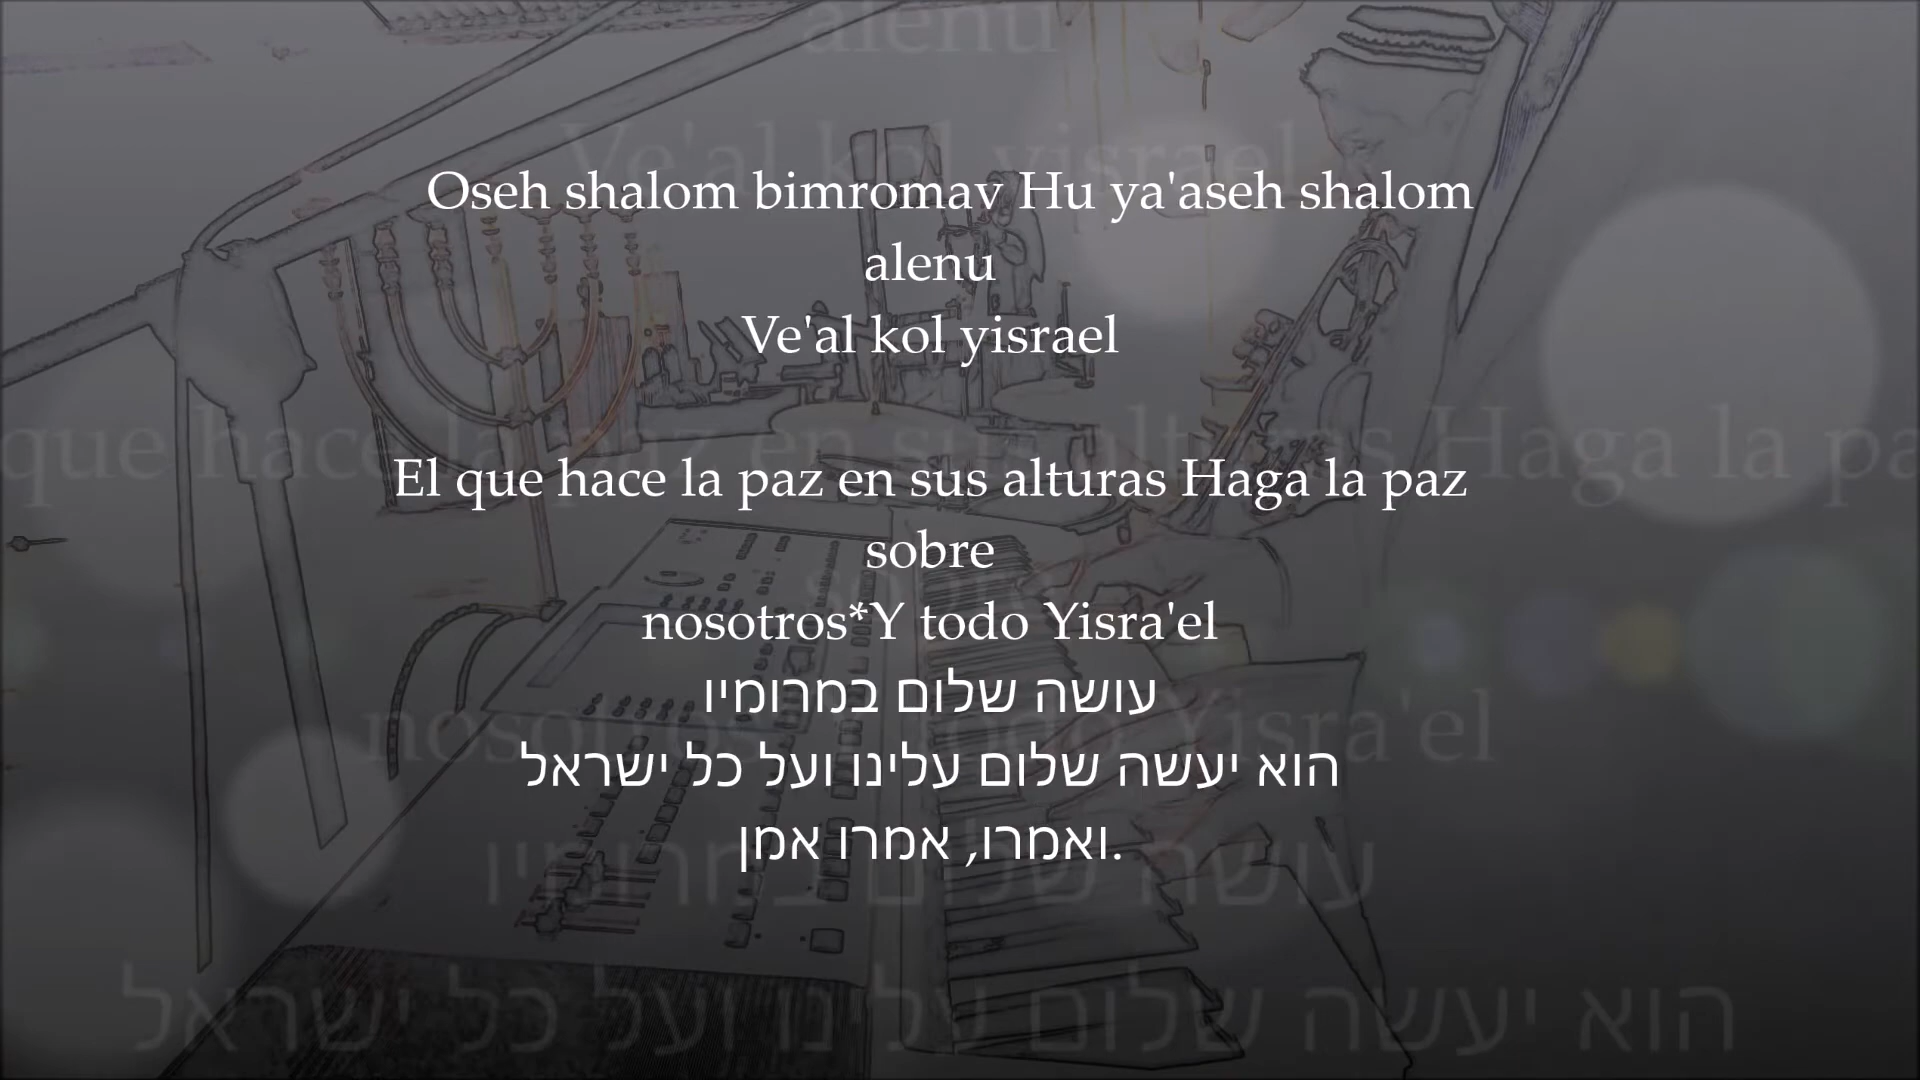 Oseh shalom bimromav Hu ya'aseh shalom
alenu
Ve'al kol yisrael
El que hace la paz en sus alturas Haga la paz
sobre
nosotros*Y todo Yisra'el
עושה שלום במרומיו
הוא יעשה שלום עלינו ועל כל ישראל
ואמרו, אמרו אמן.